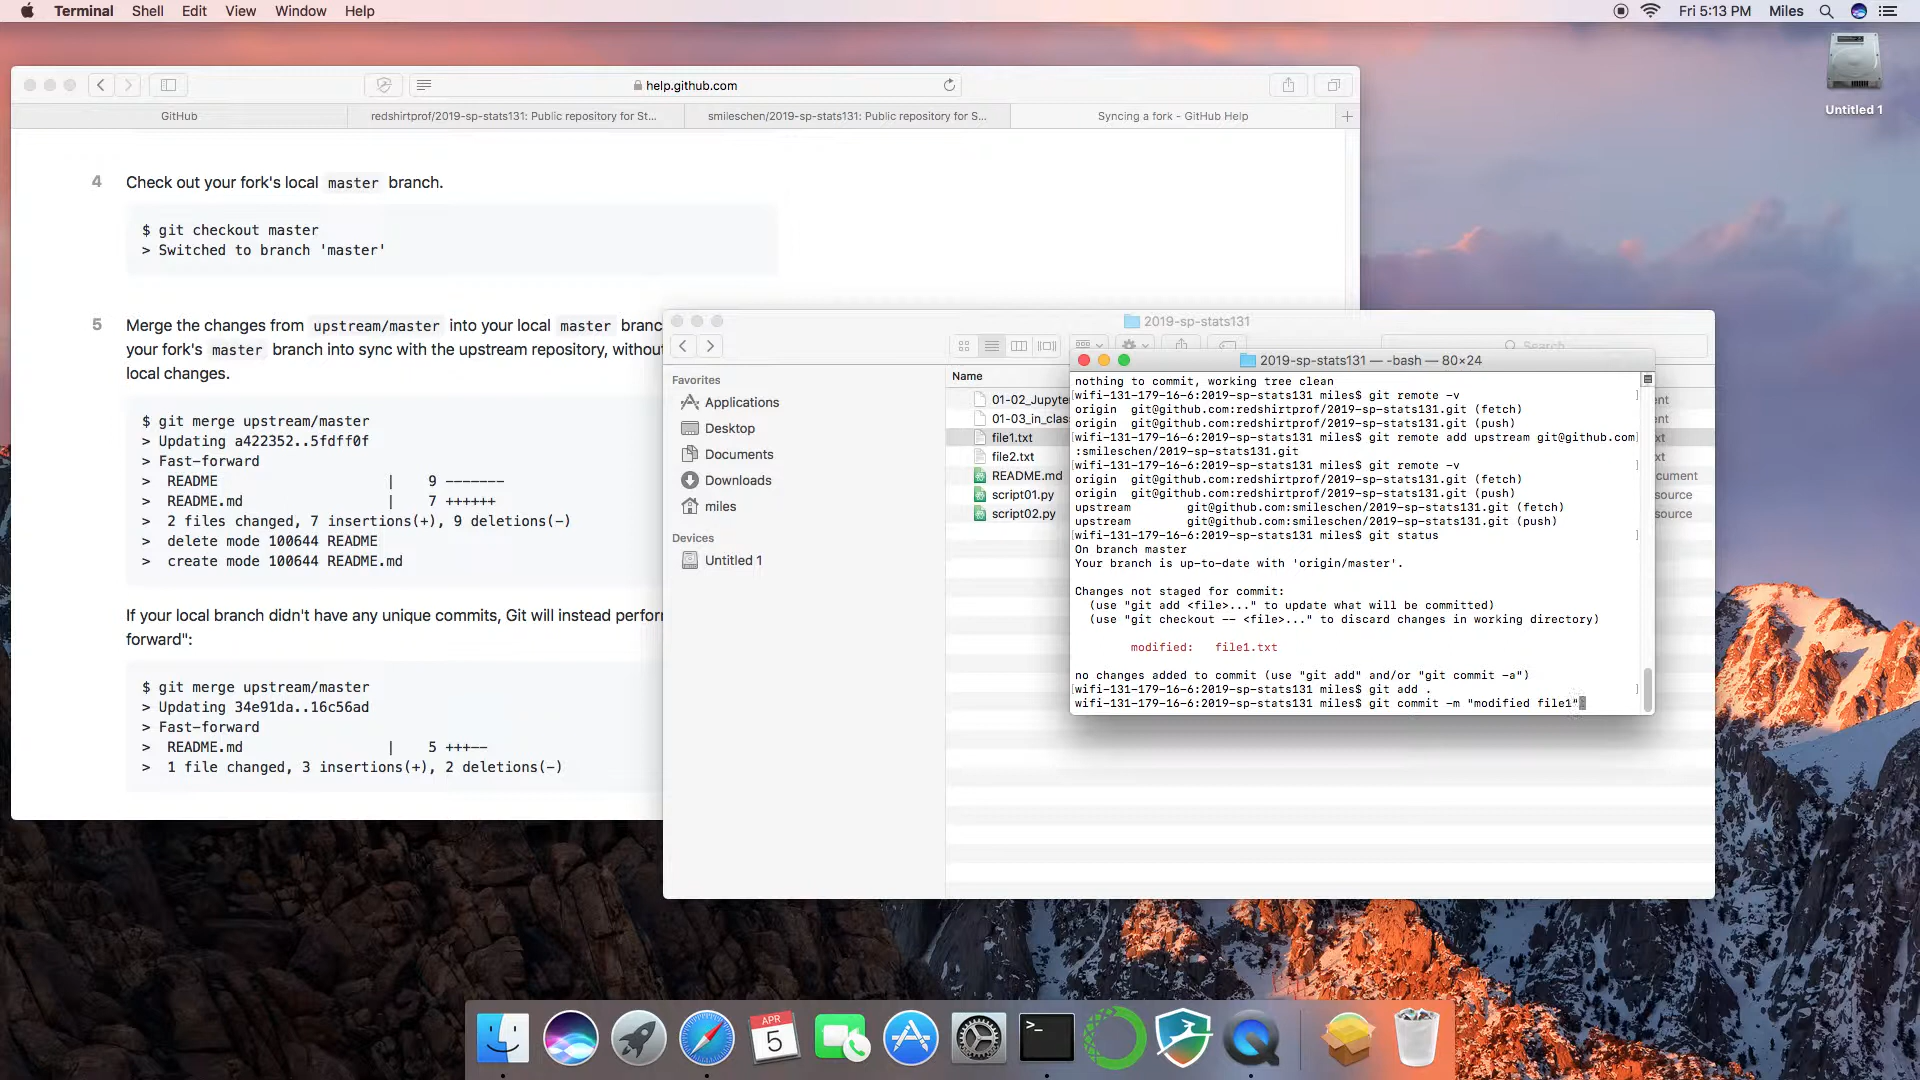 Terminal Shell Edit View Window Help
Fri 5:13 PM Miles
Untitled 1
help.github.com
GitHub
redshirtprof/2019-sp-stats131: Public repository for St...
smileschen/2019-sp-stats131: Public repository for S...
Syncing a fork - GitHub Help
4 Check out your fork's local master branch.
$ git checkout master
> Switched to branch 'master'
5 Merge the changes from upstream/master into your local master branc
your fork's master branch into sync with the upstream repository, withou
local changes.
$ git merge upstream/master
> Updating a422352..5fdff0f
> Fast-forward
> README | 9 -------
> README.md | 7 ++++++
> 2 files changed, 7 insertions(+), 9 deletions(-)
> delete mode 100644 README
> create mode 100644 README.md
If your local branch didn't have any unique commits, Git will instead perfor
forward":
$ git merge upstream/master
> Updating 34e91da..16c56ad
> Fast-forward
> README.md | 5 +++--
> 1 file changed, 3 insertions(+), 2 deletions(-)
2019-sp-stats131
Search
Favorites
Applications
Desktop
Documents
Downloads
miles
Devices
Untitled 1
Name
01-02_Jupyte
01-03_in_clas
file1.txt
file2.txt
README.md
script01.py
script02.py
ent
ent
xt
xt
cument
source
source
2019-sp-stats131 — -bash — 80×24
nothing to commit, working tree clean
[wifi-131-179-16-6:2019-sp-stats131 miles$ git remote -v ]
origin git@github.com:redshirtprof/2019-sp-stats131.git (fetch)
origin git@github.com:redshirtprof/2019-sp-stats131.git (push)
[wifi-131-179-16-6:2019-sp-stats131 miles$ git remote add upstream git@github.com]
:smileschen/2019-sp-stats131.git
[wifi-131-179-16-6:2019-sp-stats131 miles$ git remote -v ]
origin git@github.com:redshirtprof/2019-sp-stats131.git (fetch)
origin git@github.com:redshirtprof/2019-sp-stats131.git (push)
upstream git@github.com:smileschen/2019-sp-stats131.git (fetch)
upstream git@github.com:smileschen/2019-sp-stats131.git (push)
[wifi-131-179-16-6:2019-sp-stats131 miles$ git status ]
On branch master
Your branch is up-to-date with 'origin/master'.
Changes not staged for commit:
(use "git add <file>..." to update what will be committed)
(use "git checkout -- <file>..." to discard changes in working directory)
modified: file1.txt
no changes added to commit (use "git add" and/or "git commit -a")
[wifi-131-179-16-6:2019-sp-stats131 miles$ git add . ]
wifi-131-179-16-6:2019-sp-stats131 miles$ git commit -m "modified file1"
APR
5
>_